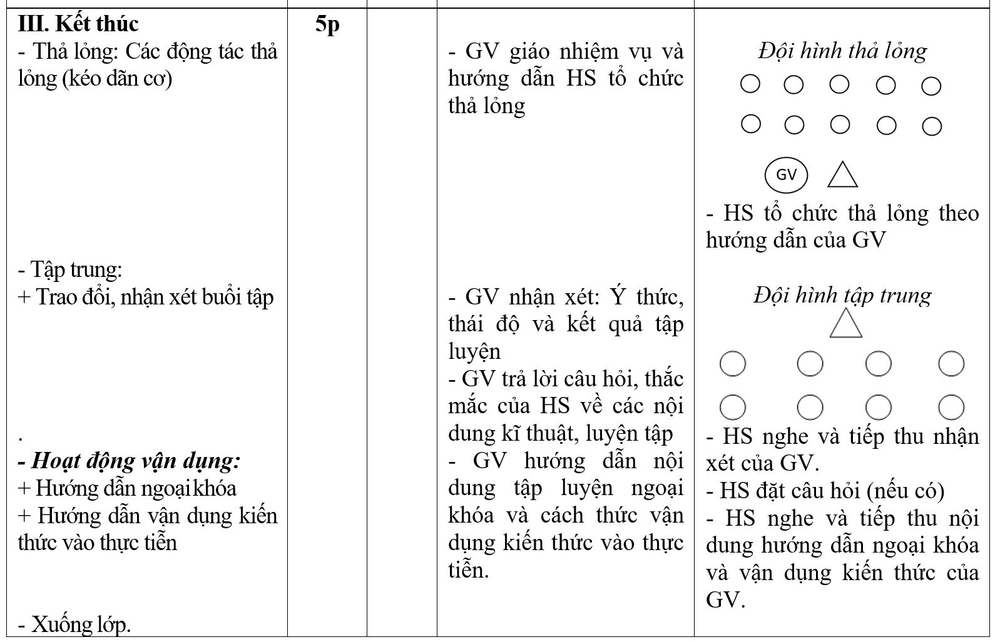 III. Kết thúc
- Thả lỏng: Các động tác thả
lỏng (kéo dãn cơ)
- Tập trung:
+ Trao đổi, nhận xét buổi tập
.
- Hoạt động vận dụng:
+ Hướng dẫn ngoại khóa
+ Hướng dẫn vận dụng kiến
thức vào thực tiễn
- Xuống lớp.
5p
- GV giáo nhiệm vụ và
hướng dẫn HS tổ chức
thả lỏng
- GV nhận xét: Ý thức,
thái độ và kết quả tập
luyện
- GV trả lời câu hỏi, thắc
mắc của HS về các nội
dung kĩ thuật, luyện tập
- GV hướng dẫn nội
dung tập luyện ngoại
khóa và cách thức vận
dụng kiến thức vào thực
tiễn.
Đội hình thả lỏng
GV
- HS tổ chức thả lỏng theo
hướng dẫn của GV
Đội hình tập trung
- HS nghe và tiếp thu nhận
xét của GV.
- HS đặt câu hỏi (nếu có)
- HS nghe và tiếp thu nội
dung hướng dẫn ngoại khóa
và vận dụng kiến thức của
GV.